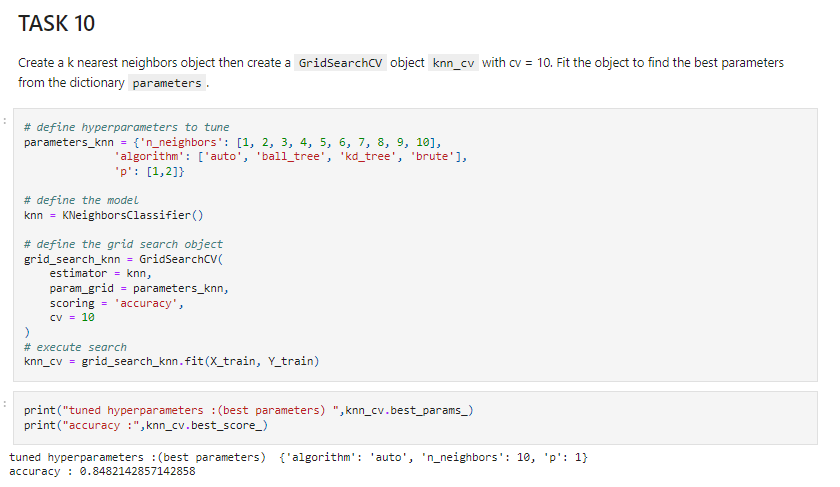 TASK 10
Create a k nearest neighbors object then create a GridSearchCV object knn_cv with cv = 10. Fit the object to find the best parameters
from the dictionary parameters .
:
# define hyperparameters to tune
parameters_knn = {'n_neighbors': [1, 2, 3, 4, 5, 6, 7, 8, 9, 10],
              'algorithm': ['auto', 'ball_tree', 'kd_tree', 'brute'],
              'p': [1,2]}
# define the model
knn = KNeighborsClassifier()
# define the grid search object
grid_search_knn = GridSearchCV(
    estimator = knn,
    param_grid = parameters_knn,
    scoring = 'accuracy',
    cv = 10
)
# execute search
knn_cv = grid_search_knn.fit(X_train, Y_train)
:
print("tuned hyperparameters :(best parameters) ",knn_cv.best_params_)
print("accuracy :",knn_cv.best_score_)
tuned hyperparameters :(best parameters)  {'algorithm': 'auto', 'n_neighbors': 10, 'p': 1}
accuracy : 0.8482142857142858